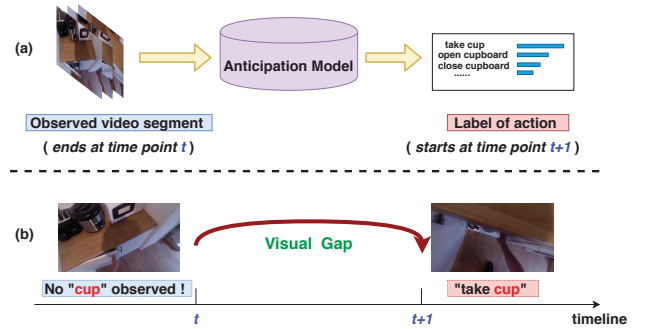 (a)
Anticipation Model
take cup
open cupboard
close cupboard
......
Observed video segment
Label of action
( ends at time point t )
( starts at time point t+1 )
(b)
Visual Gap
No "cup" observed !
"take cup"
t
t+1
timeline